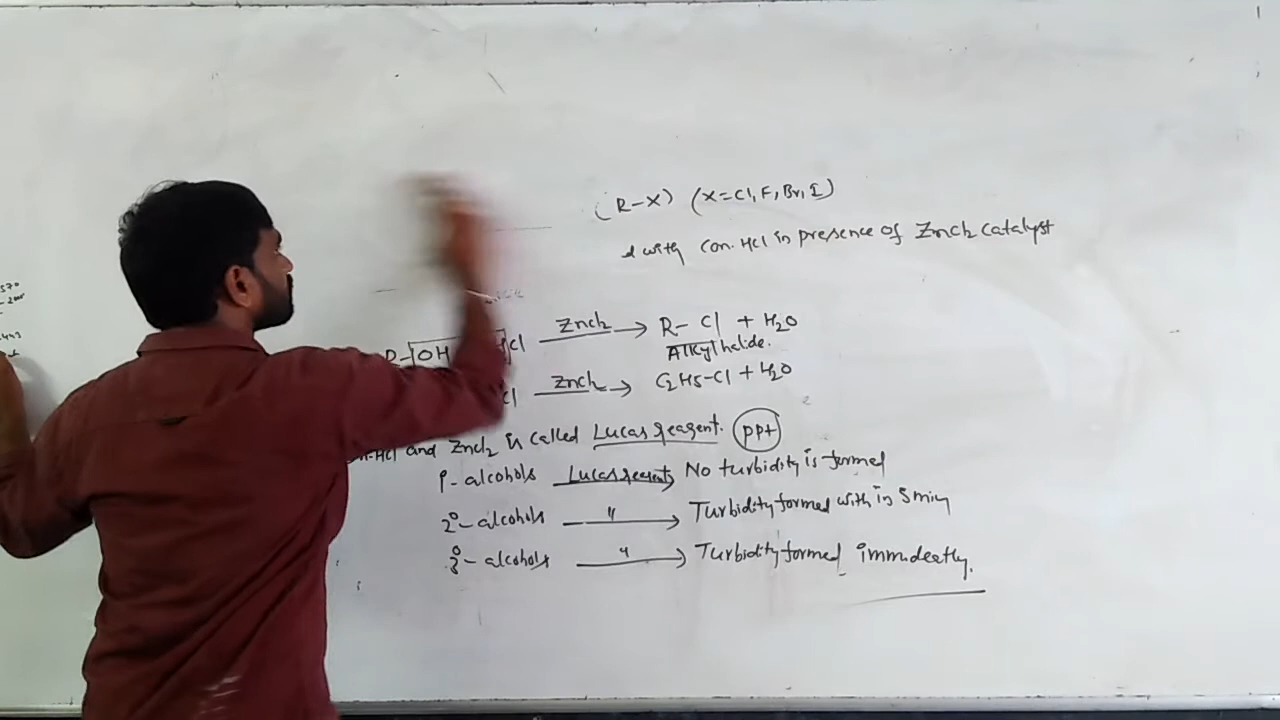 (R-X) (X=Cl, F, Br, I)
with Con. HCl in presence of ZnCl2 Catalyst
R-OH Cl ZnCl2 → R-Cl + H2O
Alkyl halide.
Cl ZnCl2 → C2H5-Cl + H2O
HCl and ZnCl2 is called Lucas reagent. ppt
1°-alcohols Lucas reagent → No turbidity is formed
2°-alcohols " → Turbidity formed with in 5 min
3°-alcohols " → Turbidity formed immideatly.